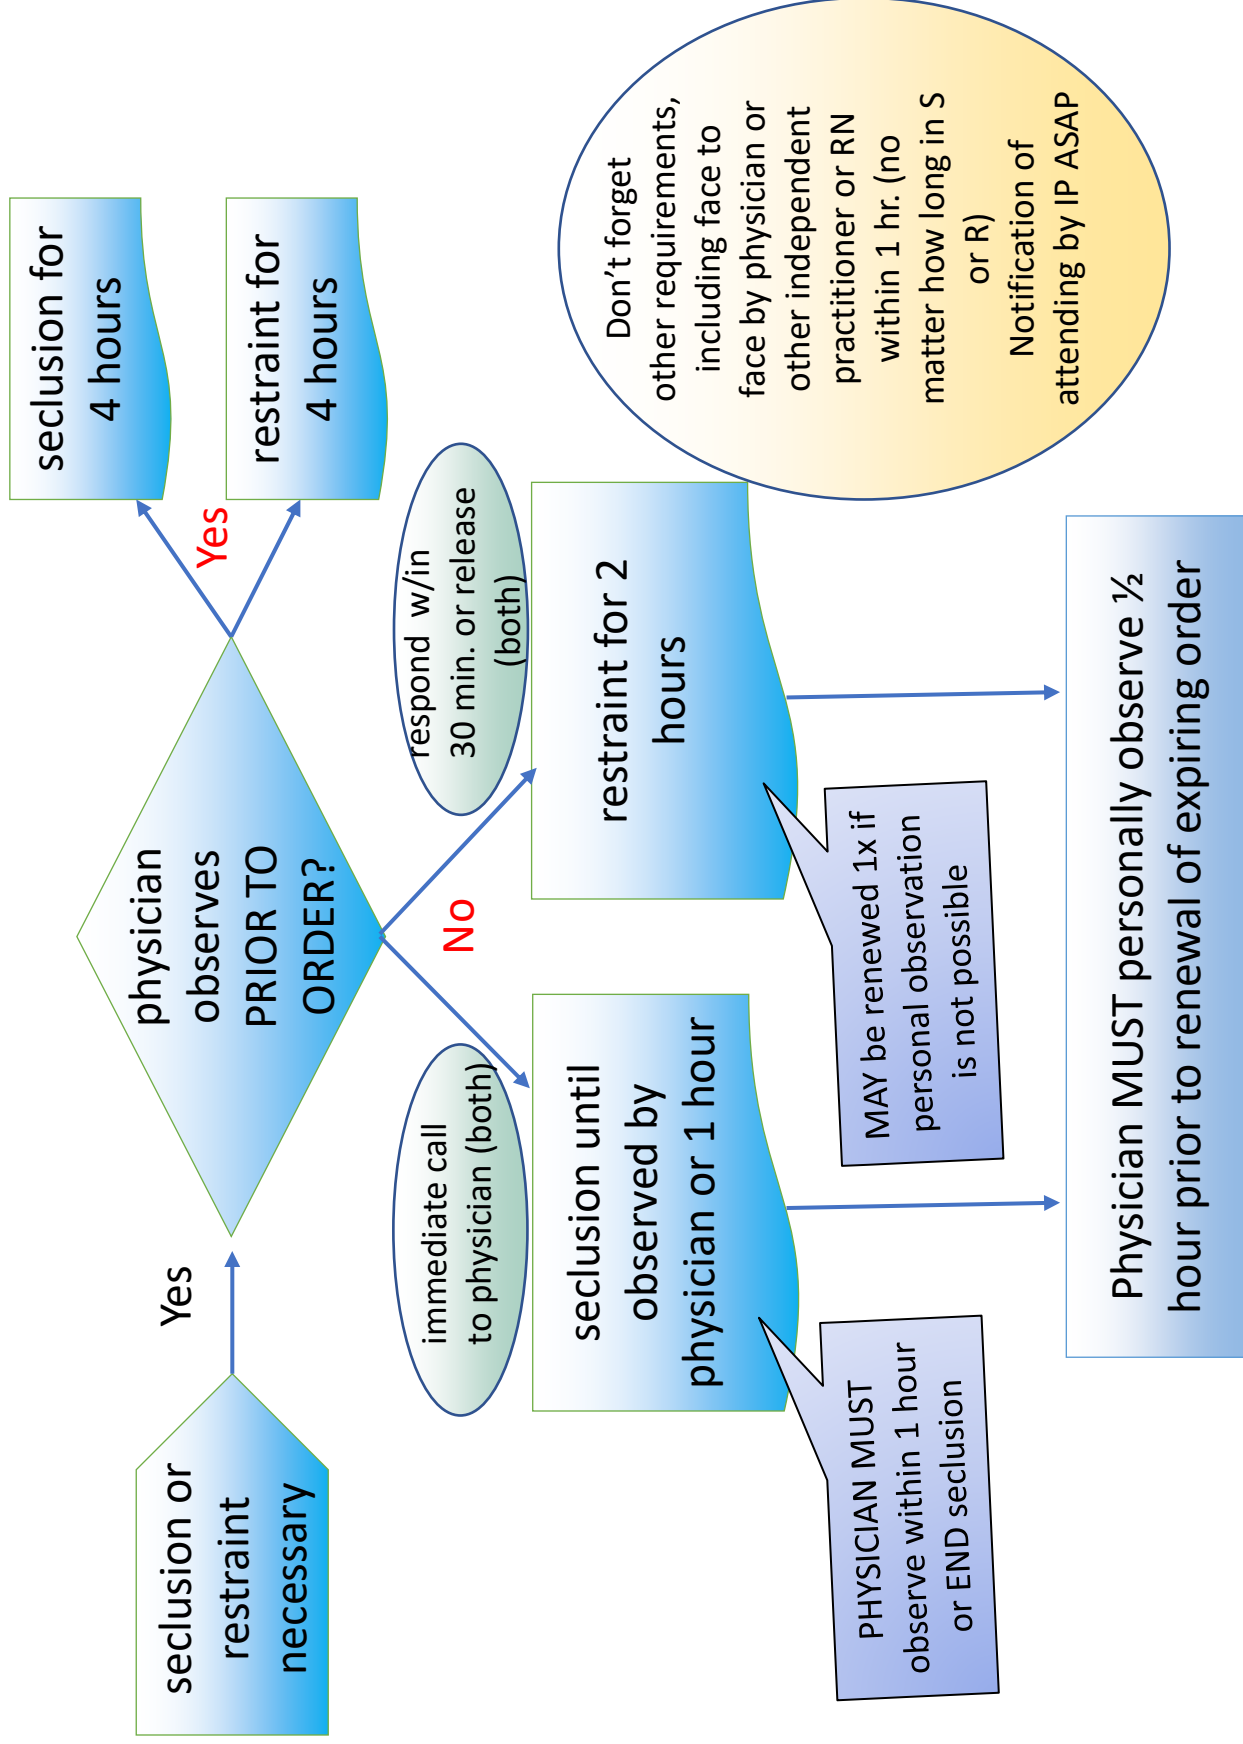 seclusion or
restraint
necessary
Yes
physician
observes
PRIOR TO
ORDER?
Yes
seclusion for
4 hours
restraint for
4 hours
No
immediate call
to physician (both)
respond w/in
30 min. or release
(both)
seclusion until
observed by
physician or 1 hour
restraint for 2
hours
PHYSICIAN MUST
observe within 1 hour
or END seclusion
MAY be renewed 1x if
personal observation
is not possible
Physician MUST personally observe ½
hour prior to renewal of expiring order
Don’t forget
other requirements,
including face to
face by physician or
other independent
practitioner or RN
within 1 hr. (no
matter how long in S
or R)
Notification of
attending by IP ASAP